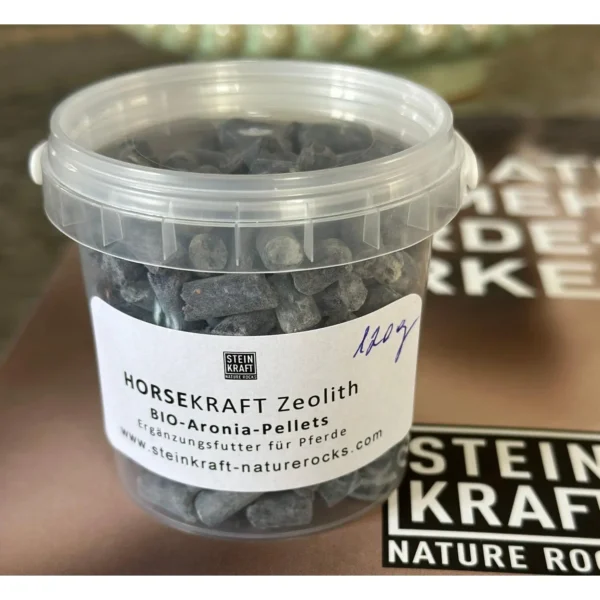 STEIN
KRAFT
NATURE ROCKS
120g
HORSEKRAFT Zeolith
BIO-Aronia-Pellets
Ergänzungsfutter für Pferde
www.steinkraft-naturerocks.com
STEIN
KRAFT
NATURE